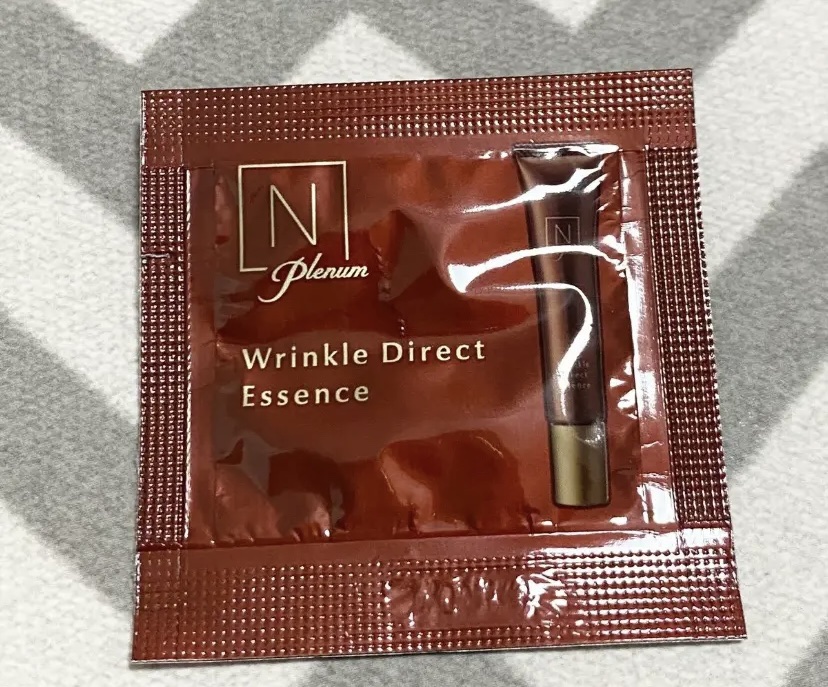 N
Plenum
Wrinkle Direct
Essence
N